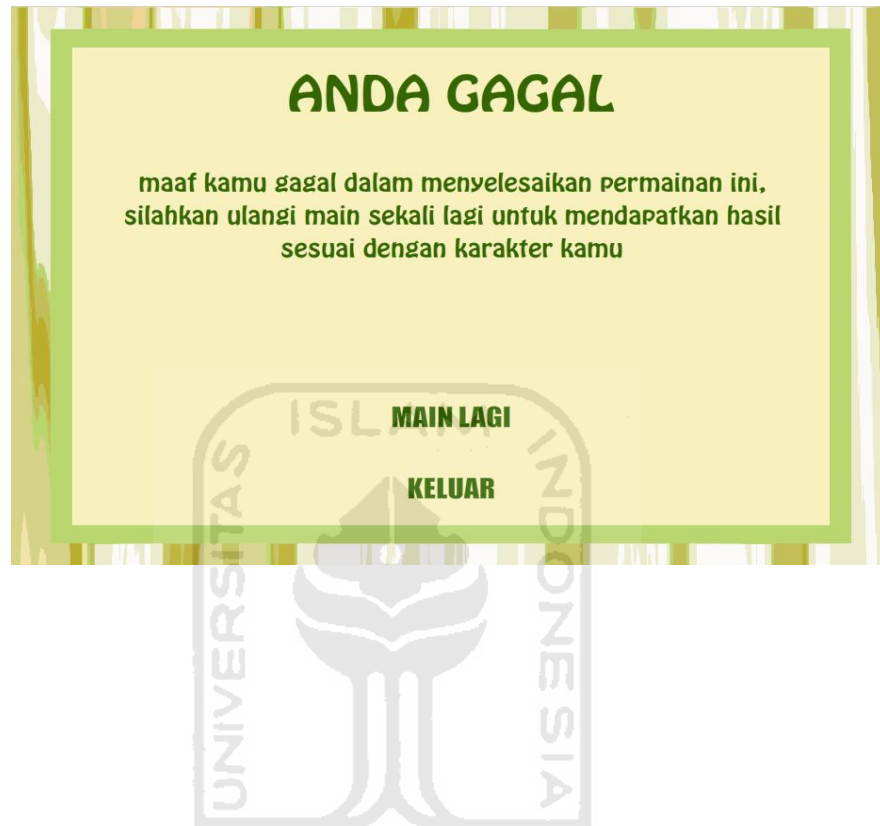 ANDA GAGAL
maaf kamu gagal dalam menyelesaikan permainan ini,
silahkan ulangi main sekali lagi untuk mendapatkan hasil
sesuai dengan karakter kamu
MAIN LAGI
KELUAR
UNIVERSITAS
ISLAM
INDONESIA